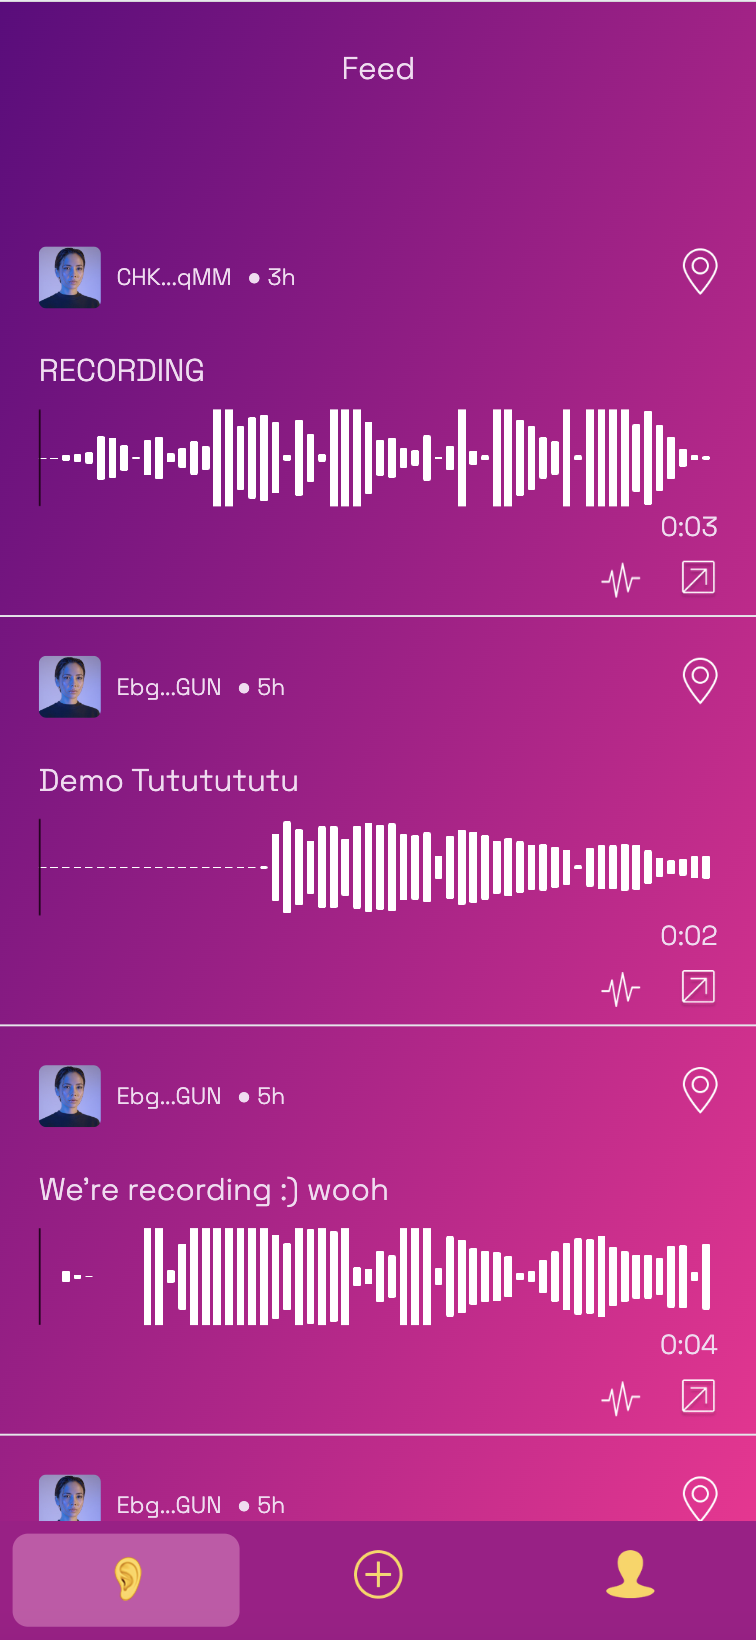 Feed
CHK...qMM ● 3h
RECORDING
0:03
Ebg...GUN ● 5h
Demo Tututututu
0:02
Ebg...GUN ● 5h
We're recording :) wooh
0:04
Ebg...GUN ● 5h